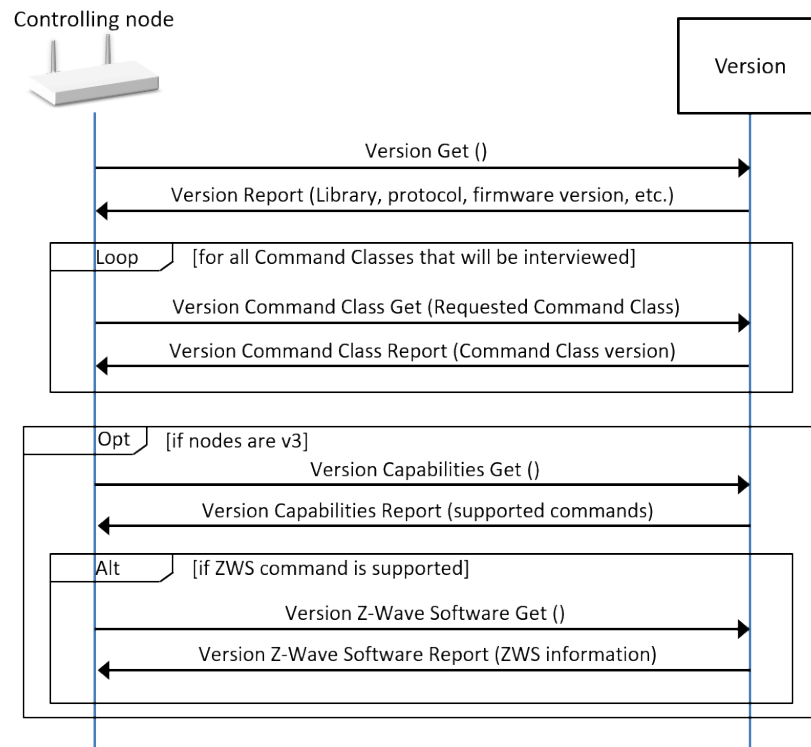 Controlling node
Version
Version Get ()
Version Report (Library, protocol, firmware version, etc.)
Loop
[for all Command Classes that will be interviewed]
Version Command Class Get (Requested Command Class)
Version Command Class Report (Command Class version)
Opt
[if nodes are v3]
Version Capabilities Get ()
Version Capabilities Report (supported commands)
Alt
[if ZWS command is supported]
Version Z-Wave Software Get ()
Version Z-Wave Software Report (ZWS information)